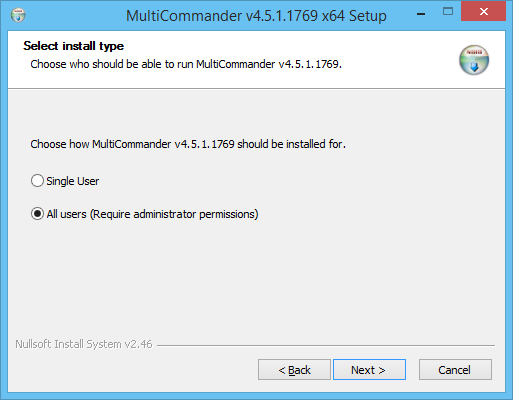 MultiCommander v4.5.1.1769 x64 Setup
Select install type
Choose who should be able to run MultiCommander v4.5.1.1769.
Choose how MultiCommander v4.5.1.1769 should be installed for.
Single User
All users (Require administrator permissions)
Nullsoft Install System v2.46
< Back
Next >
Cancel